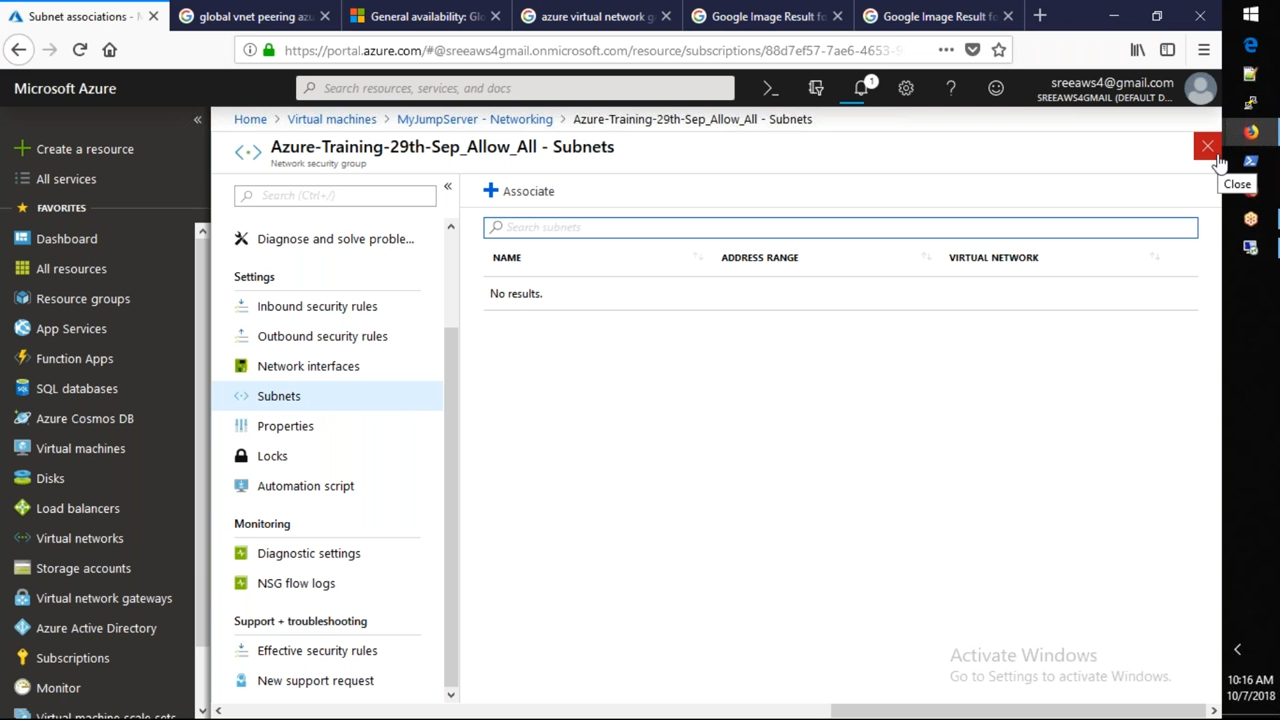 Subnet associations - M
global vnet peering azu
General availability: Glo
azure virtual network g
Google Image Result fo
Google Image Result fo
https://portal.azure.com/#@sreeaws4gmail.onmicrosoft.com/resource/subscriptions/88d7ef57-7ae6-4653-9
Microsoft Azure
Search resources, services, and docs
1
sreeaws4@gmail.com
SREEAWS4GMAIL (DEFAULT D...
Home > Virtual machines > MyJumpServer - Networking > Azure-Training-29th-Sep_Allow_All - Subnets
Azure-Training-29th-Sep_Allow_All - Subnets
Network security group
Close
Create a resource
All services
FAVORITES
Dashboard
All resources
Resource groups
App Services
Function Apps
SQL databases
Azure Cosmos DB
Virtual machines
Disks
Load balancers
Virtual networks
Storage accounts
Virtual network gateways
Azure Active Directory
Subscriptions
Monitor
Virtual machine scale sets
Search (Ctrl+/)
Diagnose and solve proble...
Settings
Inbound security rules
Outbound security rules
Network interfaces
Subnets
Properties
Locks
Automation script
Monitoring
Diagnostic settings
NSG flow logs
Support + troubleshooting
Effective security rules
New support request
Associate
Search subnets
NAME ADDRESS RANGE VIRTUAL NETWORK
No results.
Activate Windows
Go to Settings to activate Windows.
10:16 AM
10/7/2018